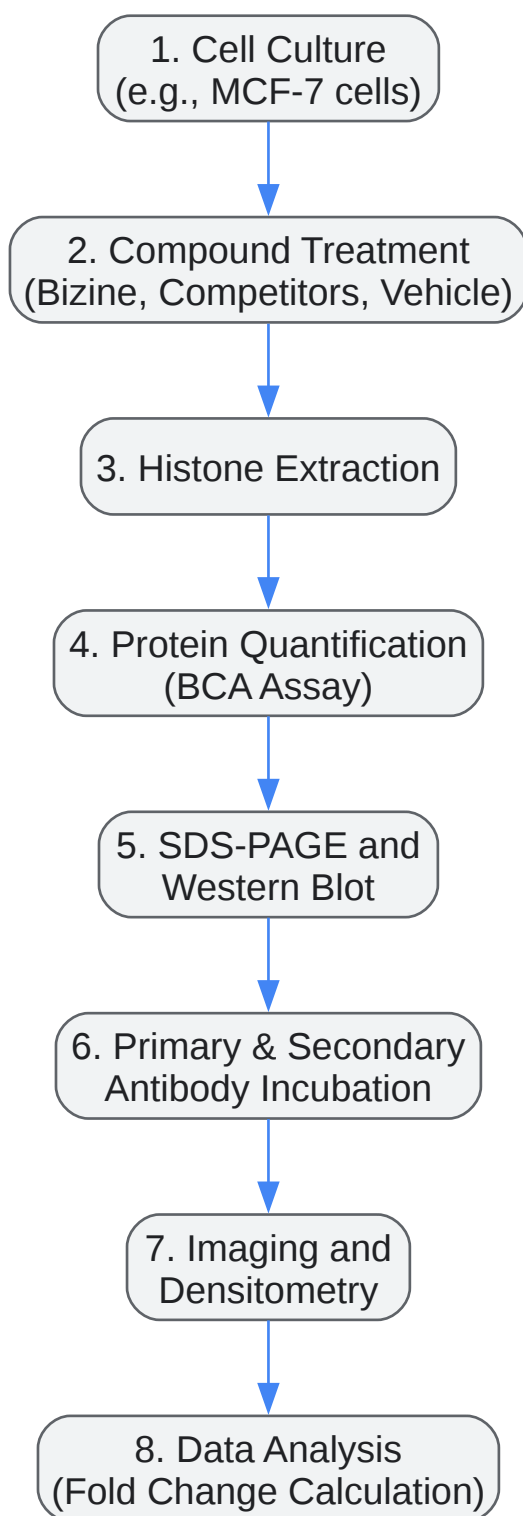 1. Cell Culture
(e.g., MCF-7 cells)
2. Compound Treatment
(Bizine, Competitors, Vehicle)
3. Histone Extraction
4. Protein Quantification
(BCA Assay)
5. SDS-PAGE and
Western Blot
6. Primary & Secondary
Antibody Incubation
7. Imaging and
Densitometry
8. Data Analysis
(Fold Change Calculation)